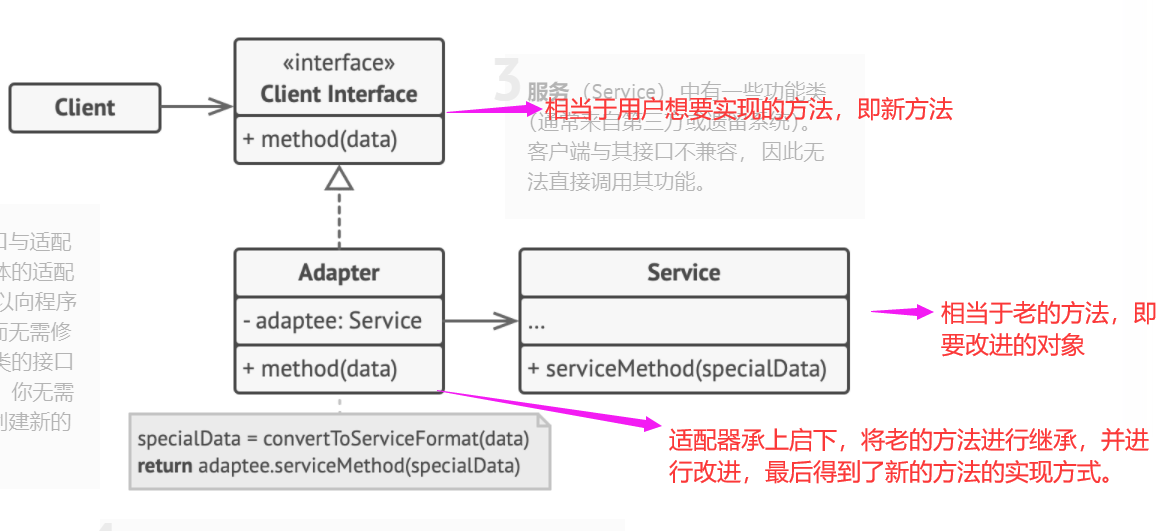 «interface»
Client
Client Interface
+ method(data)
3
服务（Service）中有一些功能类
（通常来自第三方或遗留系统）。
客户端与其接口不兼容，因此无
法直接调用其功能。
相当于用户想要实现的方法，即新方法
口与适配
体的适配
以向程序
而无需修
类的接口
你无需
创建新的
Adapter
- adaptee: Service
+ method(data)
Service
...
+ serviceMethod(specialData)
相当于老的方法，即
要改进的对象
specialData = convertToServiceFormat(data)
return adaptee.serviceMethod(specialData)
适配器承上启下，将老的方法进行继承，并进
行改进，最后得到了新的方法的实现方式。